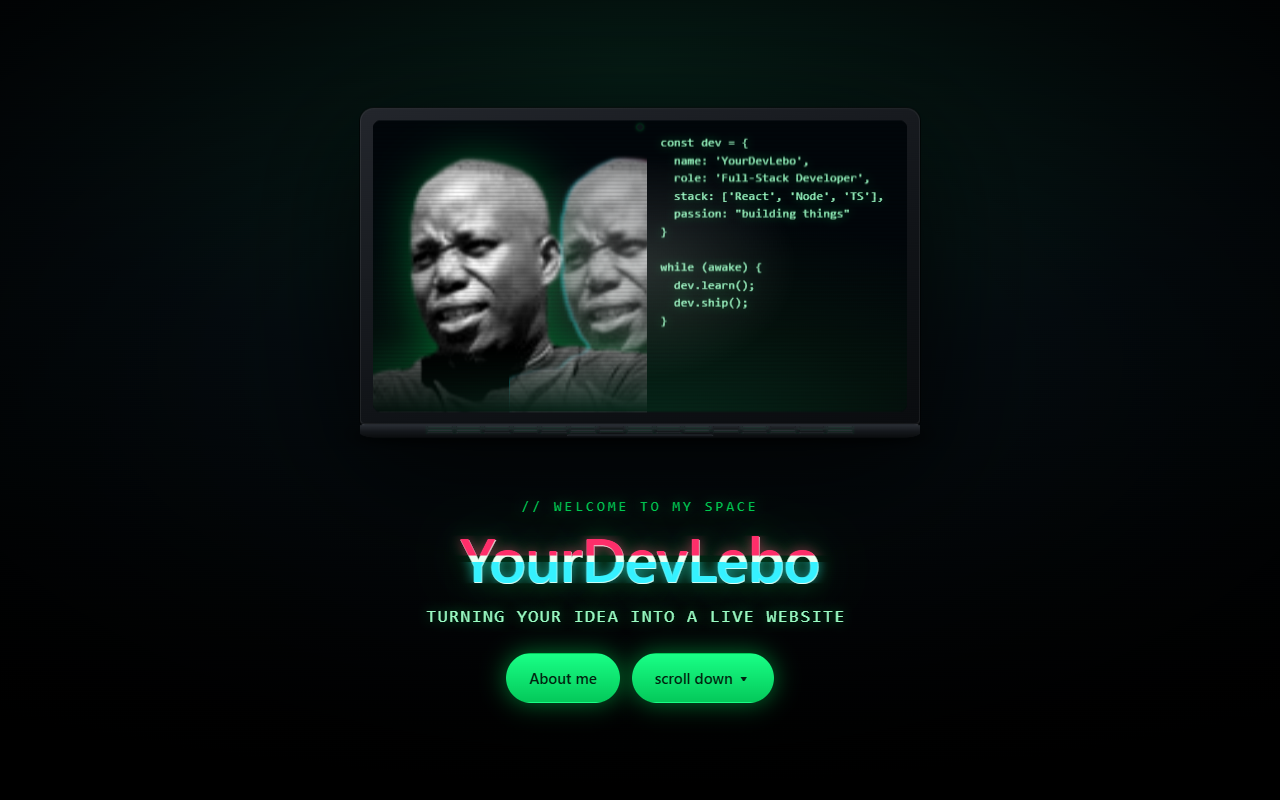 const dev = {
name: 'YourDevLebo',
role: 'Full-Stack Developer',
stack: ['React', 'Node', 'TS'],
passion: "building things"
}
while (awake) {
dev.learn();
dev.ship();
}
// WELCOME TO MY SPACE
YourDevLebo
TURNING YOUR IDEA INTO A LIVE WEBSITE
About me
scroll down ▾